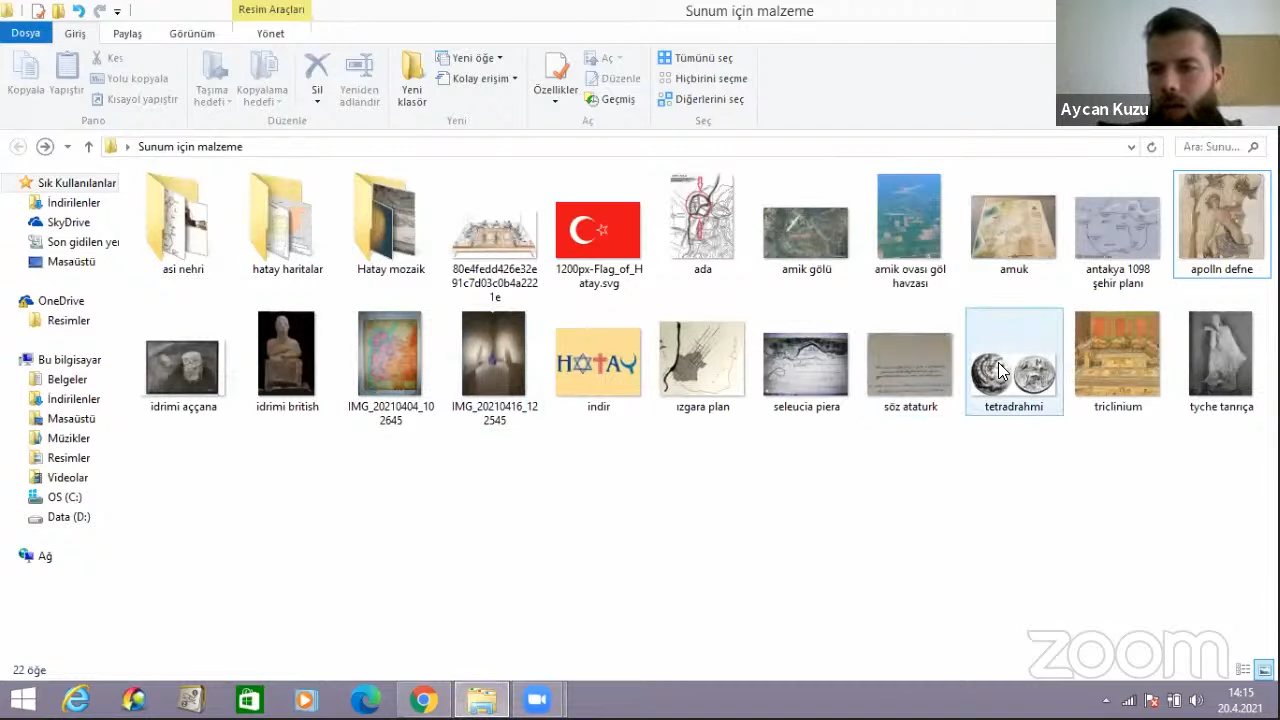 Resim Araçları
Sunum için malzeme
Dosya
Giriş
Paylaş
Görünüm
Yönet
Kopyala
Yapıştır
Kes
Yolu kopyala
Kısayol yapıştır
Pano
Taşıma hedefi
Kopyalama hedefi
Sil
Yeniden adlandır
Düzenle
Yeni klasör
Yeni öğe
Kolay erişim
Yeni
Özellikler
Aç
Düzenle
Geçmiş
Aç
Tümünü seç
Hiçbirini seçme
Diğerlerini seç
Seç
Aycan Kuzu
Sunum için malzeme
Ara: Sunu...
Sık Kullanılanlar
İndirilenler
SkyDrive
Son gidilen ye
Masaüstü
OneDrive
Resimler
Bu bilgisayar
Belgeler
İndirilenler
Masaüstü
Müzikler
Resimler
Videolar
OS (C:)
Data (D:)
Ağ
asi nehri
hatay haritalar
Hatay mozaik
80e4fedd426e32e
91c7d03c0b4a222
1e
1200px-Flag_of_H
atay.svg
ada
amik gölü
amik ovası göl
havzası
amuk
antakya 1098
şehir planı
apolln defne
idrimi aççana
idrimi british
IMG_20210404_10
2645
IMG_20210416_12
2545
HATAY
indir
ızgara plan
seleucia piera
söz ataturk
tetradrahmi
triclinium
tyche tanrıça
22 öğe
zoom
14:15
20.4.2021